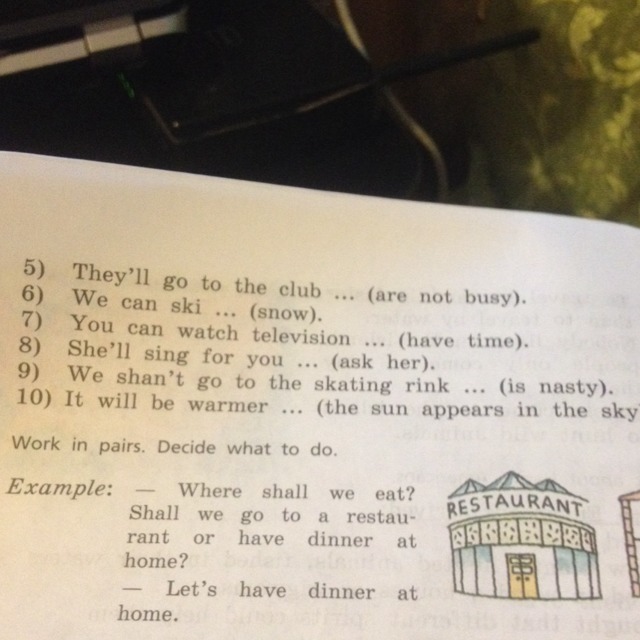 5) They'll go to the club ... (are not busy).
6) We can ski ... (snow).
7) You can watch television ... (have time).
8) She'll sing for you ... (ask her).
9) We shan't go to the skating rink ... (is nasty).
10) It will be warmer ... (the sun appears in the sky
Work in pairs. Decide what to do.
Example: — Where shall we eat?
Shall we go to a restau-
rant or have dinner at
home?
— Let's have dinner at
home.
RESTAURANT